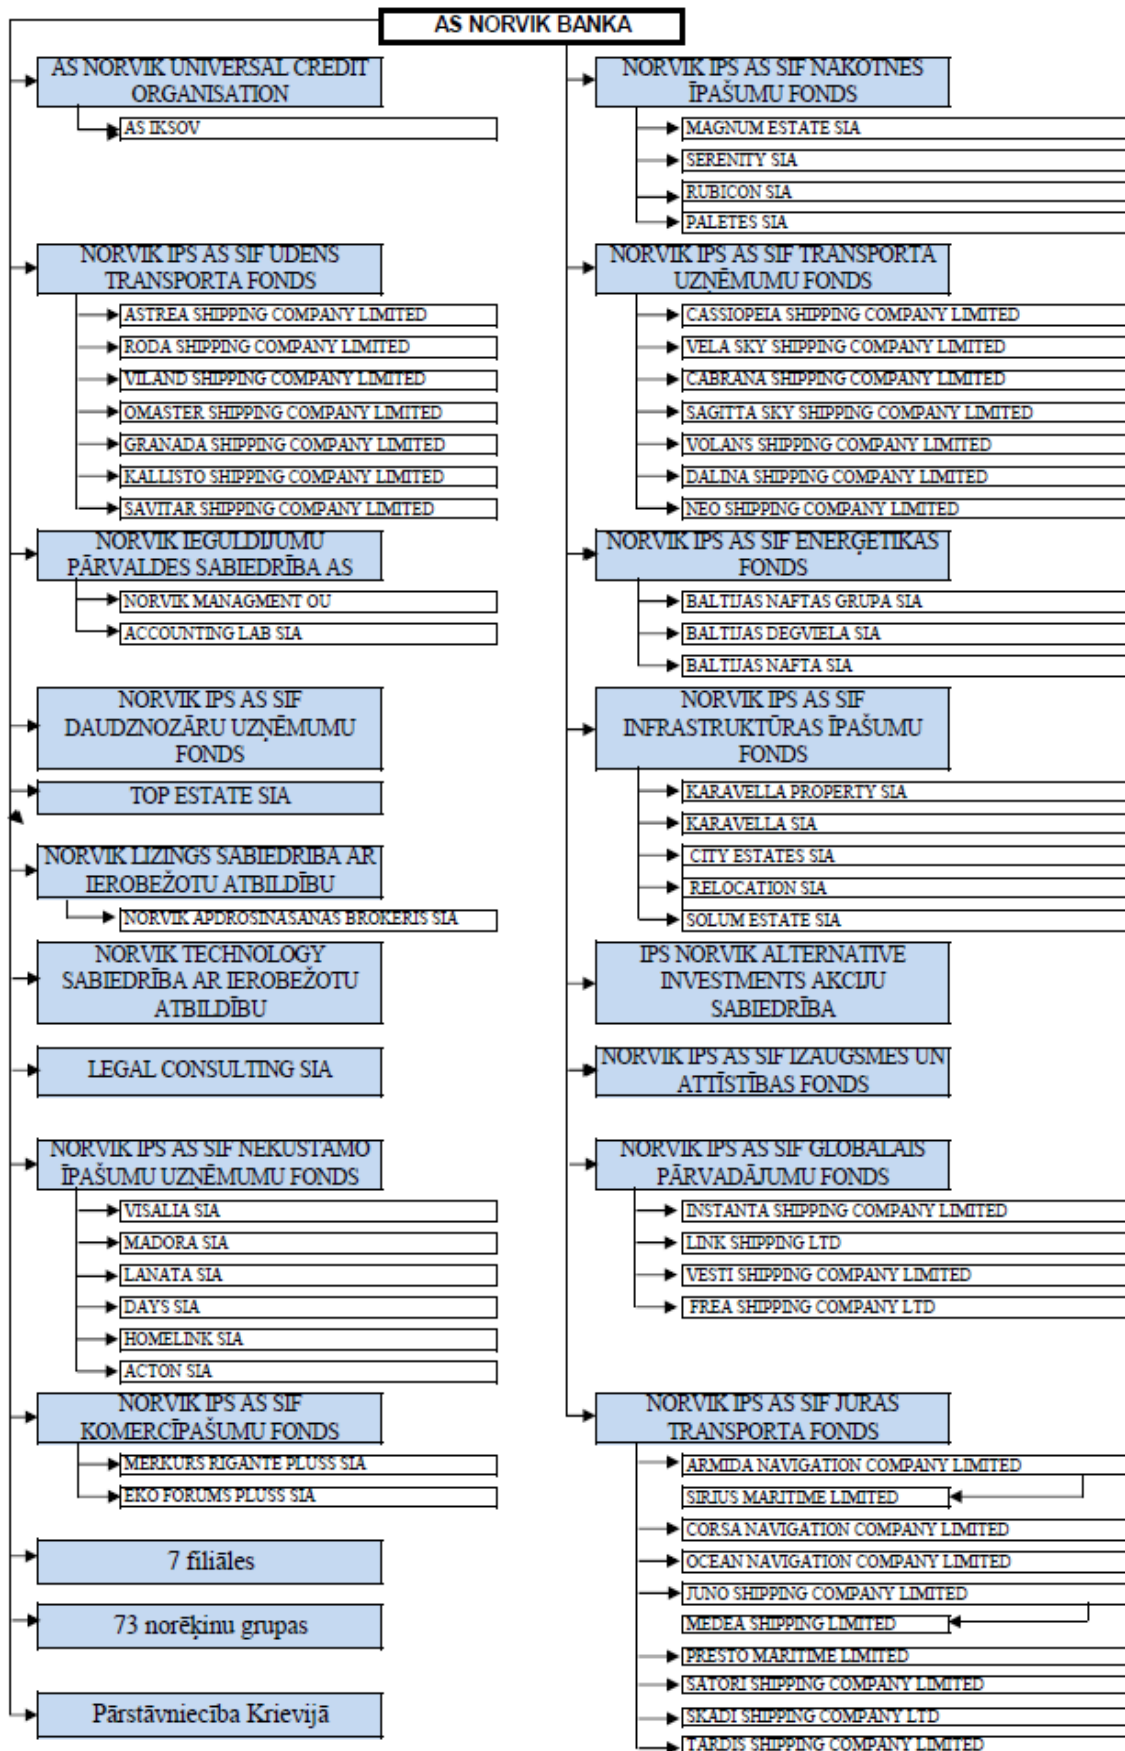 AS NORVIK BANKA
AS NORVIK UNIVERSAL CREDIT
ORGANISATION
AS IKSOV
NORVIK IPS AS SIF UDENS
TRANSPORTA FONDS
ASTREA SHIPPING COMPANY LIMITED
RODA SHIPPING COMPANY LIMITED
VILAND SHIPPING COMPANY LIMITED
OMASTER SHIPPING COMPANY LIMITED
GRANADA SHIPPING COMPANY LIMITED
KALLISTO SHIPPING COMPANY LIMITED
SAVITAR SHIPPING COMPANY LIMITED
NORVIK IEGULDIJUMU
PĀRVALDES SABIEDRĪBA AS
NORVIK MANAGMENT OU
ACCOUNTING LAB SIA
NORVIK IPS AS SIF
DAUDZNOZĀRU UZŅĒMUMU
FONDS
TOP ESTATE SIA
NORVIK LIZINGS SABIEDRIBA AR
IEROBEŽOTU ATBILDĪBU
NORVIK APDROSINASANAS BROKERIS SIA
NORVIK TECHNOLOGY
SABIEDRĪBA AR IEROBEŽOTU
ATBILDĪBU
LEGAL CONSULTING SIA
NORVIK IPS AS SIF NEKUSTAMO
ĪPAŠUMU UZŅĒMUMU FONDS
VISALIA SIA
MADORA SIA
LANATA SIA
DAYS SIA
HOMELINK SIA
ACTON SIA
NORVIK IPS AS SIF
KOMERCĪPAŠUMU FONDS
MERKURS RIGANTE PLUSS SIA
EKO FORUMS PLUSS SIA
7 filiāles
73 norēķinu grupas
Pārstāvniecība Krievijā
NORVIK IPS AS SIF NAKOTNES
ĪPAŠUMU FONDS
MAGNUM ESTATE SIA
SERENITY SIA
RUBICON SIA
PALETES SIA
NORVIK IPS AS SIF TRANSPORTA
UZŅĒMUMU FONDS
CASSIOPEIA SHIPPING COMPANY LIMITED
VELA SKY SHIPPING COMPANY LIMITED
CABRANA SHIPPING COMPANY LIMITED
SAGITTA SKY SHIPPING COMPANY LIMITED
VOLANS SHIPPING COMPANY LIMITED
DALINA SHIPPING COMPANY LIMITED
NEO SHIPPING COMPANY LIMITED
NORVIK IPS AS SIF ENERĢETIKAS
FONDS
BALTIJAS NAFTAS GRUPA SIA
BALTIJAS DEGVIELA SIA
BALTIJAS NAFTA SIA
NORVIK IPS AS SIF
INFRASTRUKTŪRAS ĪPAŠUMU
FONDS
KARAVELLA PROPERTY SIA
KARAVELLA SIA
CITY ESTATES SIA
RELOCATION SIA
SOLUM ESTATE SIA
IPS NORVIK ALTERNATIVE
INVESTMENTS AKCIJU
SABIEDRĪBA
NORVIK IPS AS SIF IZAUGSMES UN
ATTĪSTĪBAS FONDS
NORVIK IPS AS SIF GLOBALAIS
PĀRVADĀJUMU FONDS
INSTANTA SHIPPING COMPANY LIMITED
LINK SHIPPING LTD
VESTI SHIPPING COMPANY LIMITED
FREA SHIPPING COMPANY LTD
NORVIK IPS AS SIF JURAS
TRANSPORTA FONDS
ARMIDA NAVIGATION COMPANY LIMITED
SIRIUS MARITIME LIMITED
CORSA NAVIGATION COMPANY LIMITED
OCEAN NAVIGATION COMPANY LIMITED
JUNO SHIPPING COMPANY LIMITED
MEDEA SHIPPING LIMITED
PRESTO MARITIME LIMITED
SATORI SHIPPING COMPANY LIMITED
SKADI SHIPPING COMPANY LTD
TARDIS SHIPPING COMPANY LIMITED